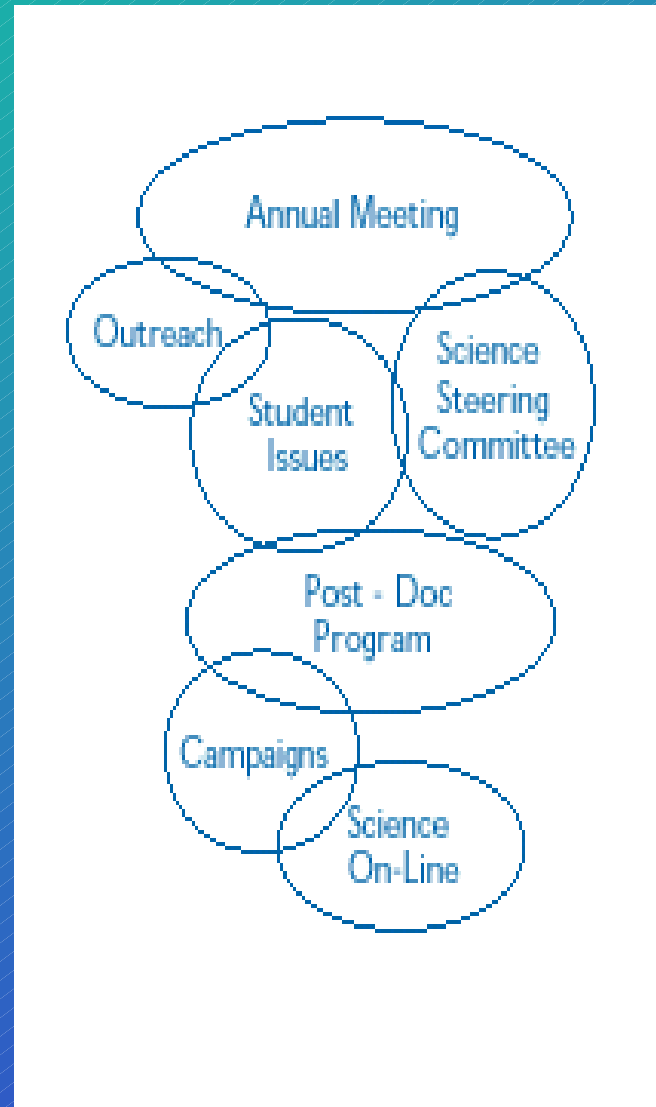 Annual Meeting
Outreach
Science
Steering
Committee
Student
Issues
Post - Doc
Program
Campaigns
Science
On-Line